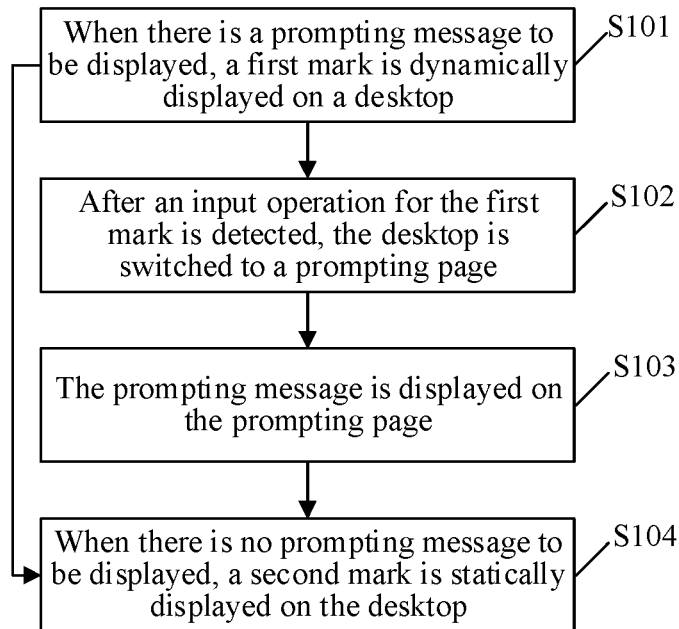 When there is a prompting message to
be displayed, a first mark is dynamically
displayed on a desktop
S101
After an input operation for the first
mark is detected, the desktop is
switched to a prompting page
S102
The prompting message is displayed on
the prompting page
S103
When there is no prompting message to
be displayed, a second mark is statically
displayed on the desktop
S104